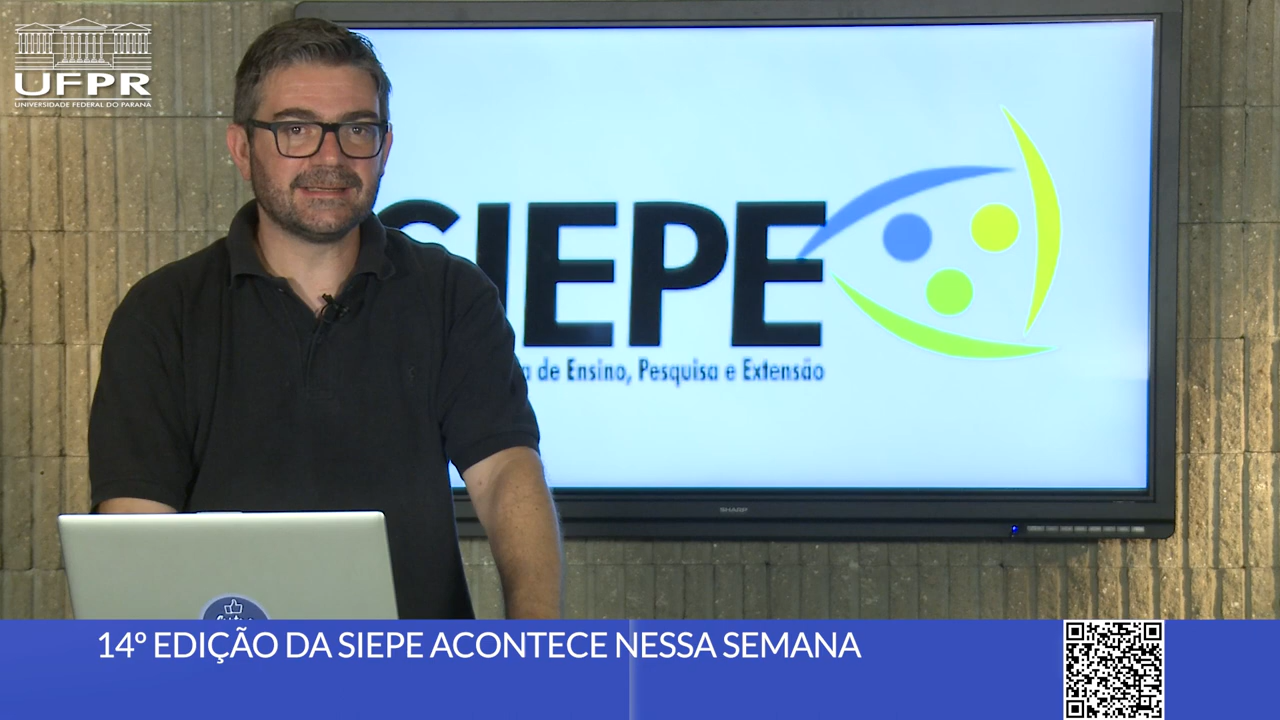 UFPR
UNIVERSIDADE FEDERAL DO PARANÁ
SIEPE
de Ensino, Pesquisa e Extensão
SHARP
14º EDIÇÃO DA SIEPE ACONTECE NESSA SEMANA